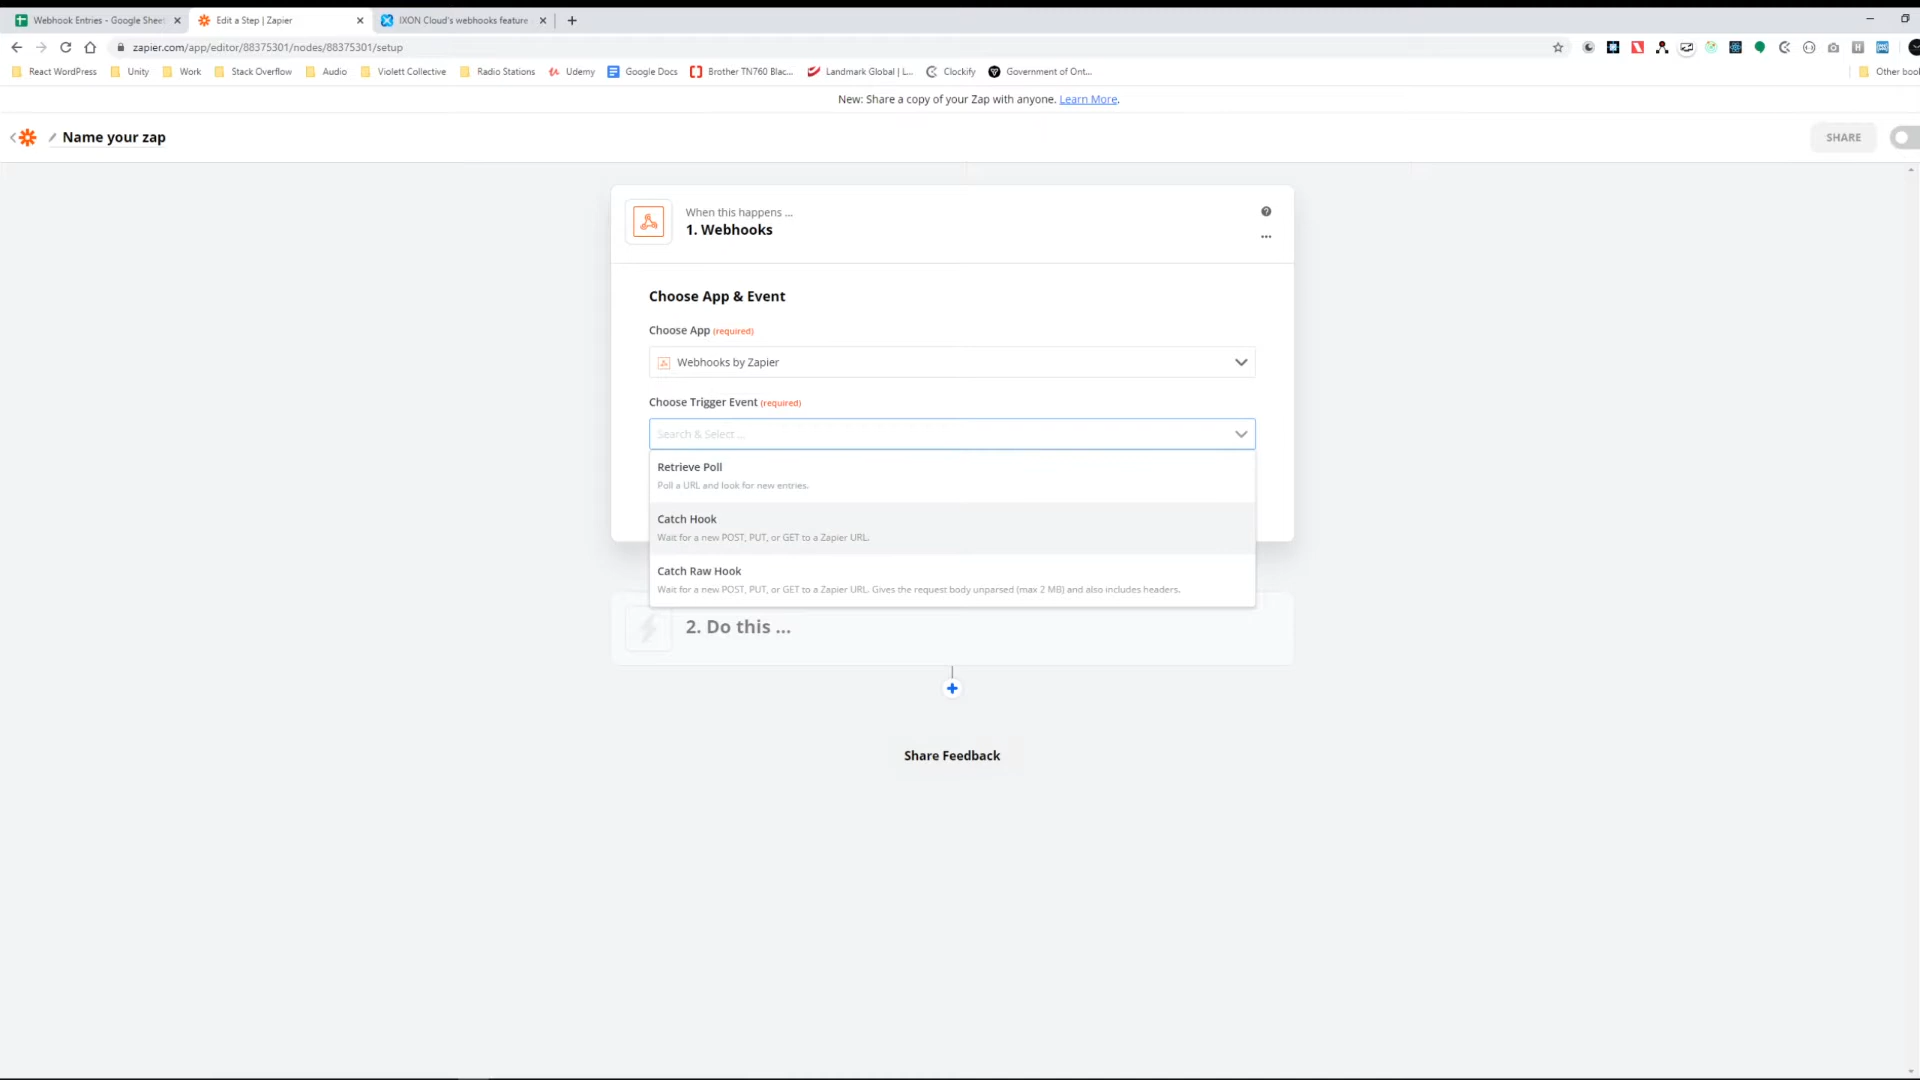 Webhook Entries - Google Sheet
Edit a Step | Zapier
IXON Cloud's webhooks feature
zapier.com/app/editor/88375301/nodes/88375301/setup
React WordPress
Unity
Work
Stack Overflow
Audio
Violett Collective
Radio Stations
Udemy
Google Docs
Brother TN760 Blac...
Landmark Global | L...
Clockify
Government of Ont...
Other book
New: Share a copy of your Zap with anyone. Learn More.
Name your zap
SHARE
When this happens ...
1. Webhooks
Choose App & Event
Choose App (required)
Webhooks by Zapier
Choose Trigger Event (required)
Search & Select ...
Retrieve Poll
Poll a URL and look for new entries.
Catch Hook
Wait for a new POST, PUT, or GET to a Zapier URL.
Catch Raw Hook
Wait for a new POST, PUT, or GET to a Zapier URL. Gives the request body unparsed (max 2 MB) and also includes headers.
2. Do this ...
Share Feedback